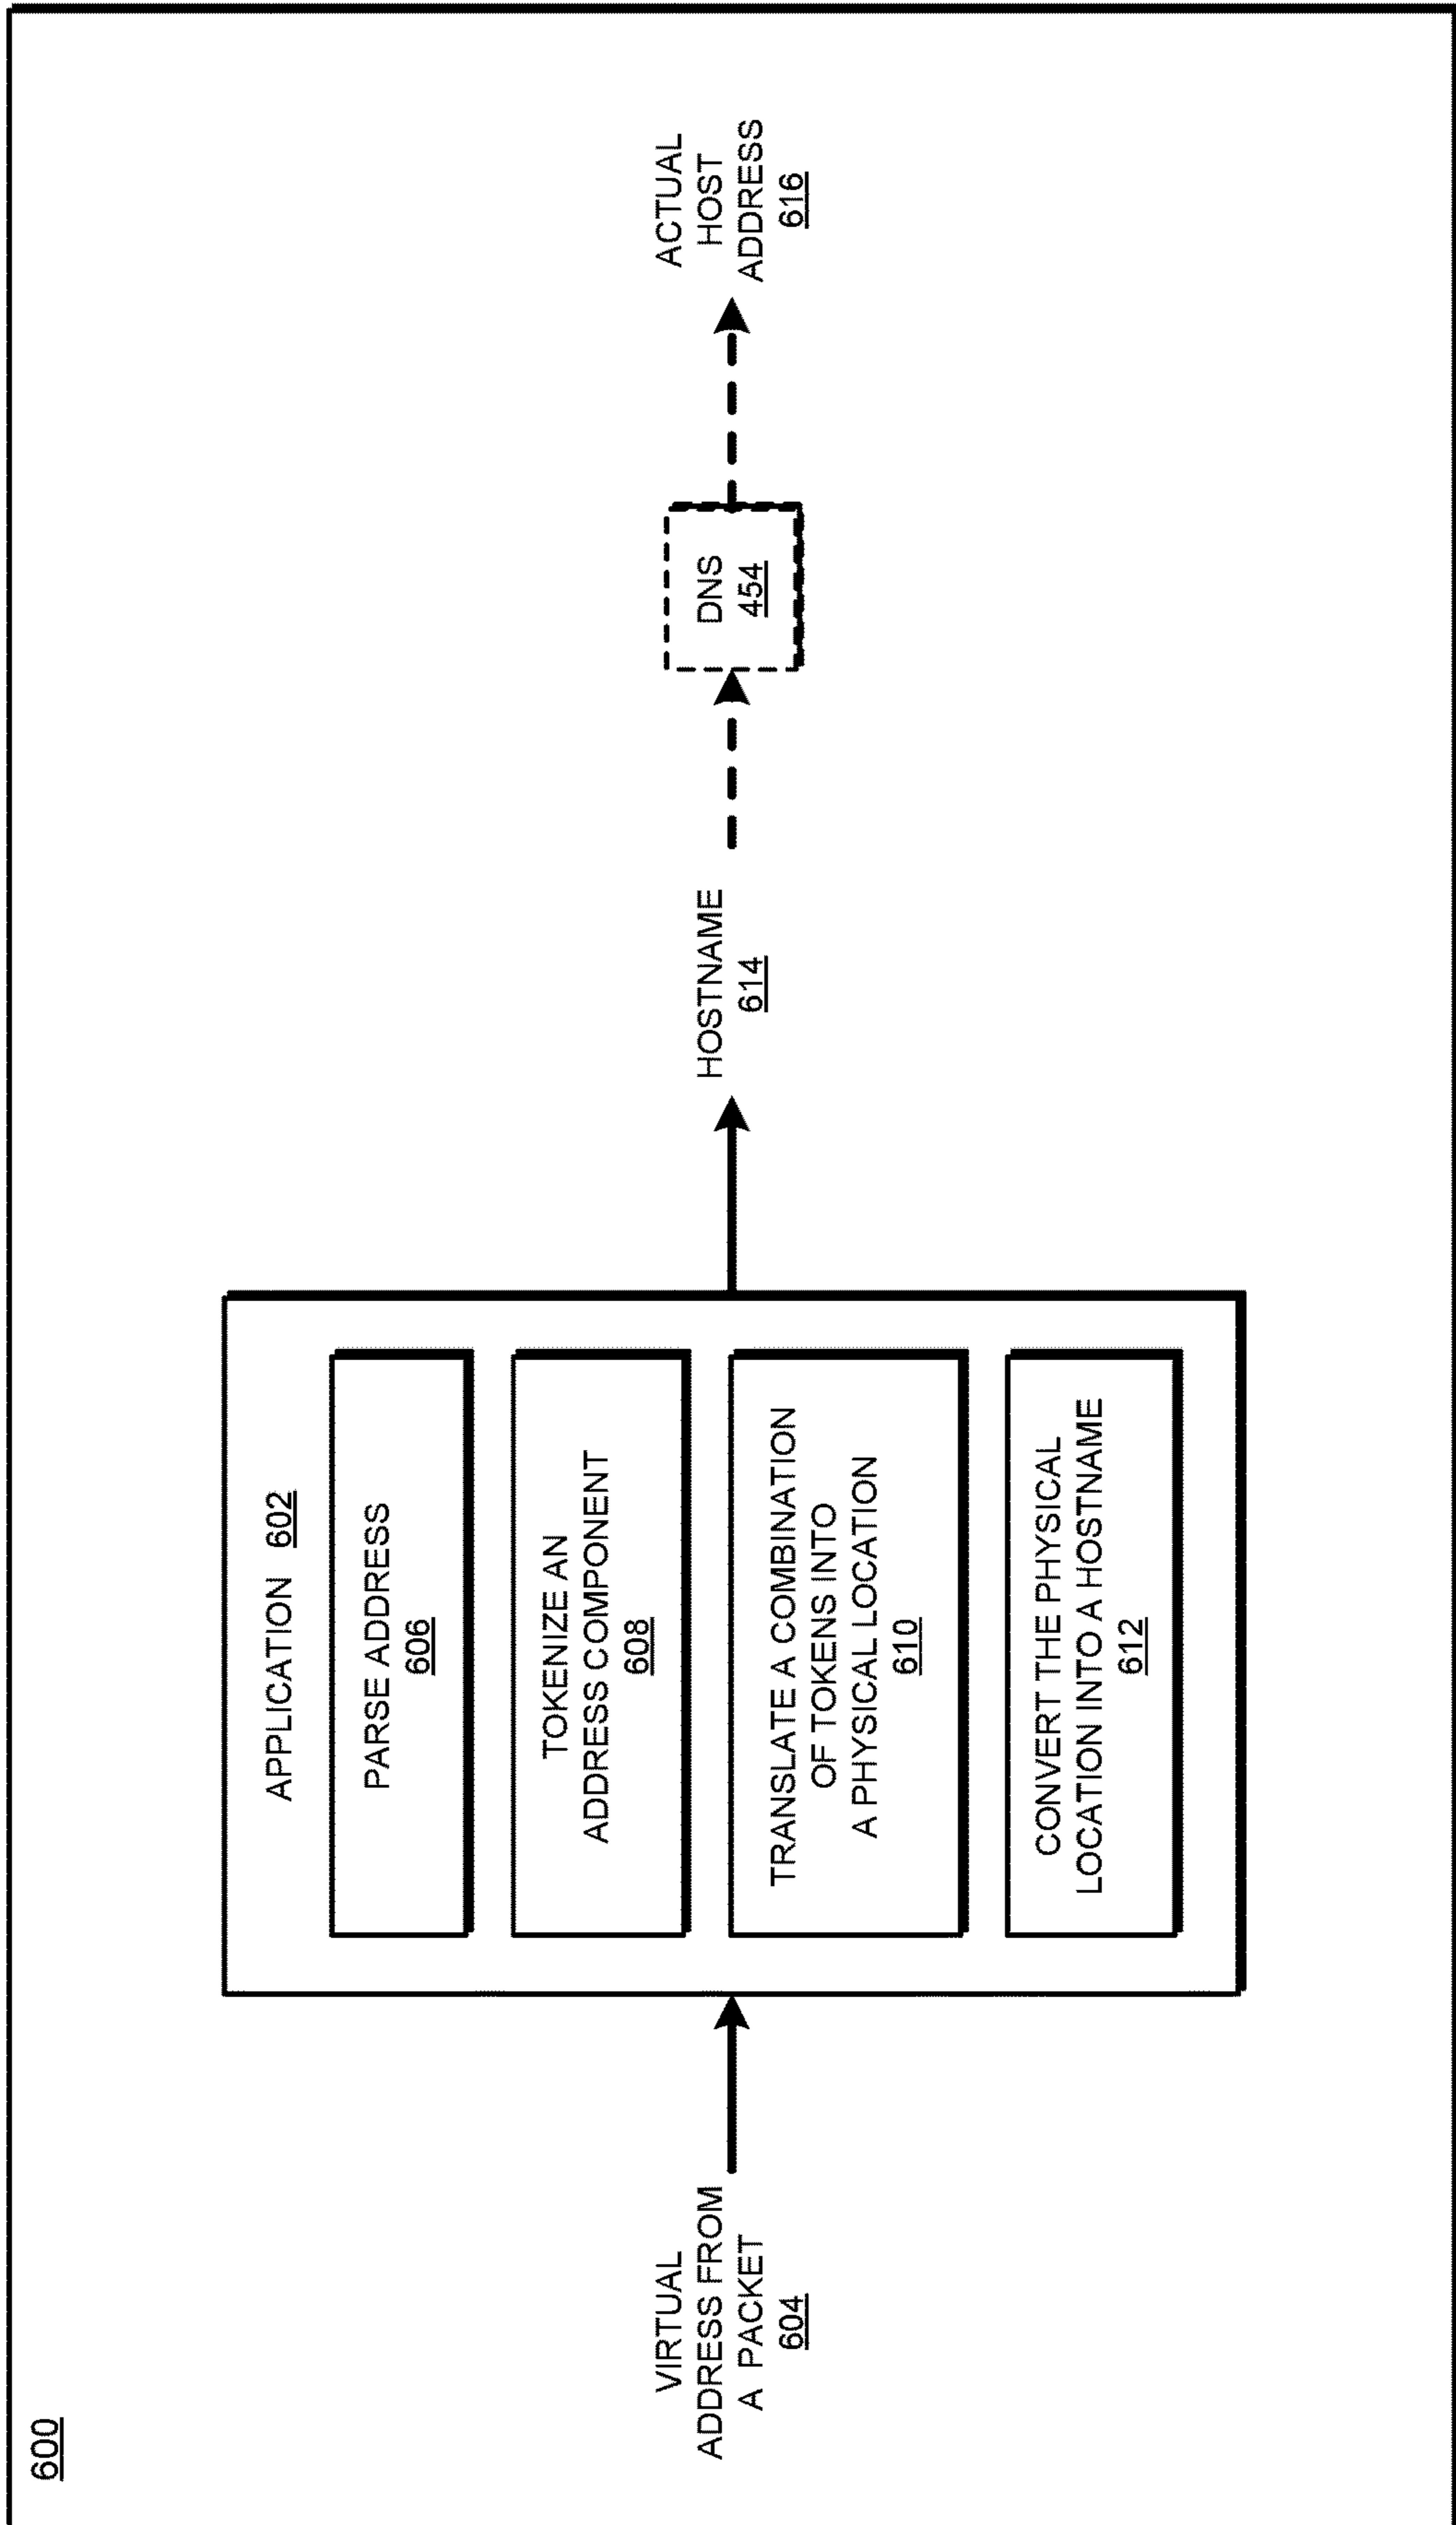 600
VIRTUAL
ADDRESS FROM
A PACKET
604
APPLICATION 602
PARSE ADDRESS
606
TOKENIZE AN
ADDRESS COMPONENT
608
TRANSLATE A COMBINATION
OF TOKENS INTO
A PHYSICAL LOCATION
610
CONVERT THE PHYSICAL
LOCATION INTO A HOSTNAME
612
HOSTNAME
614
DNS
454
ACTUAL
HOST
ADDRESS
616